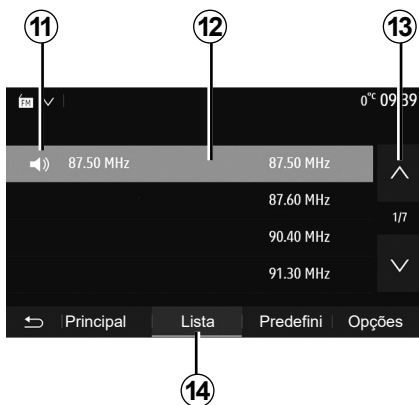 11 12 13
FM 0°C 09:39
87.50 MHz 87.50 MHz
87.60 MHz
1/7
90.40 MHz
91.30 MHz
Principal Lista Predefini Opções
14